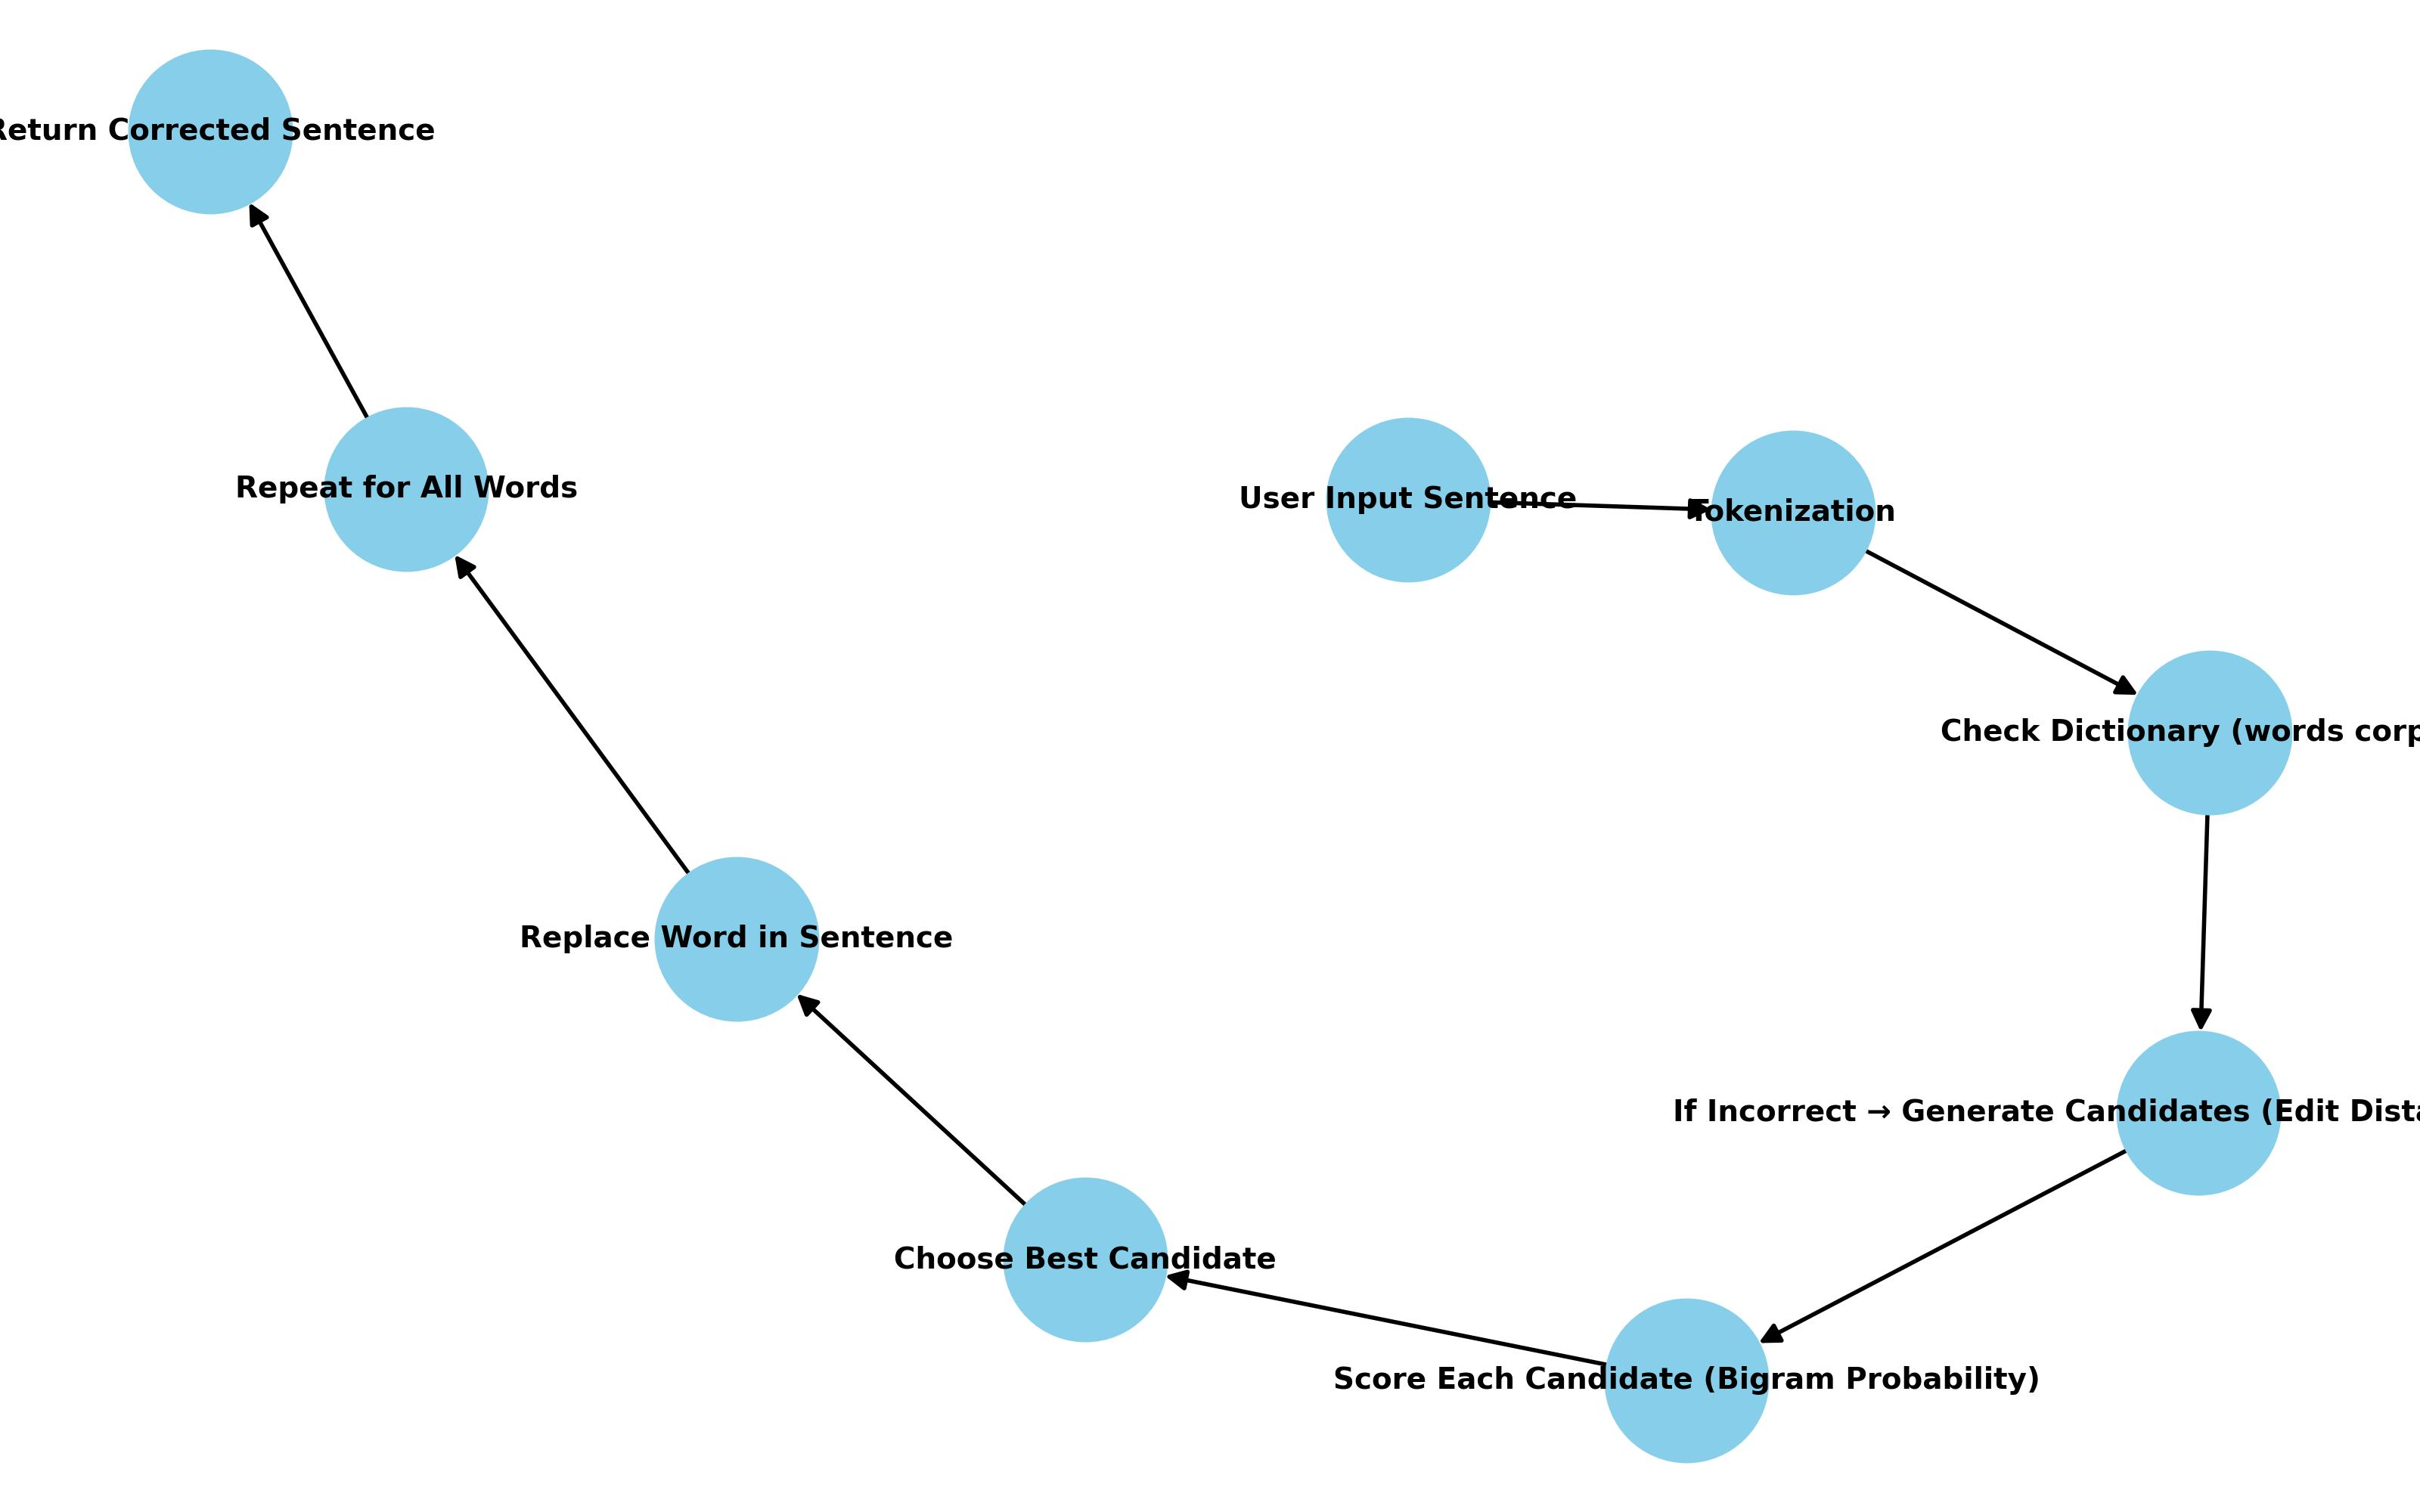 Return Corrected Sentence
Repeat for All Words
User Input Sentence
Tokenization
Check Dictionary (words corp
If Incorrect → Generate Candidates (Edit Dista
Replace Word in Sentence
Choose Best Candidate
Score Each Candidate (Bigram Probability)